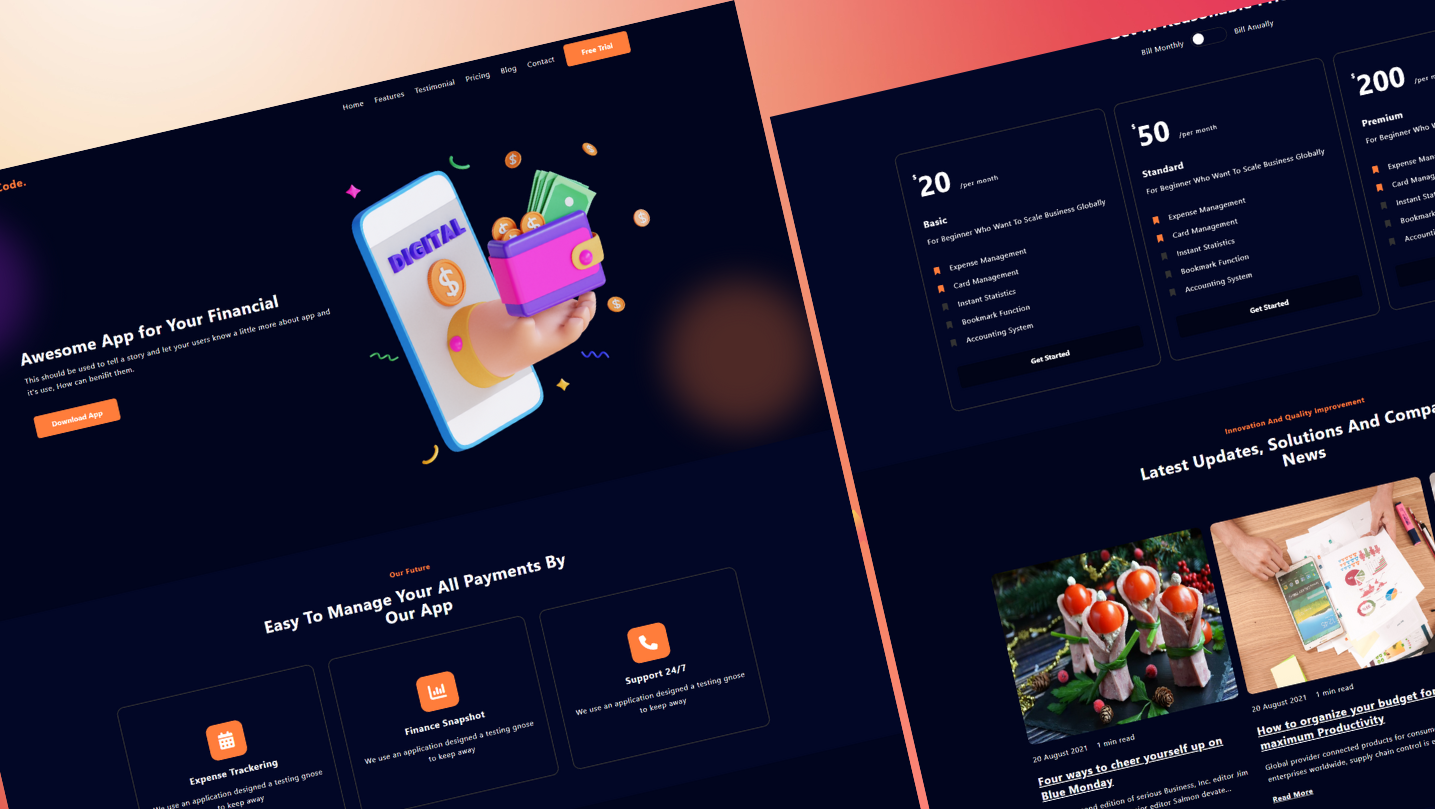 Home Features Testimonial Pricing Blog Contact Free Trial
Code.
DIGITAL
Awesome App for Your Financial
This should be used to tell a story and let your users know a little more about app and
it's use, How can benifit them.
Download App
Our Future
Easy To Manage Your All Payments By
Our App
Expense Trackering
We use an application designed a testing gnose
to keep away
Finance Snapshot
We use an application designed a testing gnose
to keep away
Support 24/7
We use an application designed a testing gnose
to keep away
Bill Monthly Bill Anually
$20 /per month
Basic
For Beginner Who Want To Scale Business Globally
Expense Management
Card Management
Instant Statistics
Bookmark Function
Accounting System
Get Started
$50 /per month
Standard
For Beginner Who Want To Scale Business Globally
Expense Management
Card Management
Instant Statistics
Bookmark Function
Accounting System
Get Started
$200 /per
Premium
For Beginner Who
Expense
Card
Instant
Innovation And Quality Improvement
Latest Updates, Solutions And
News
20 August 2021 1 min read
Four ways to cheer yourself up on
Blue Monday
edition of serious Business, Inc. editor Jim
editor Salmon devate...
20 August 2021 1 min read
How to organize your budget for
maximum Productivity
Global provider connected products for
enterprises worldwide, supply chain control is
Read More